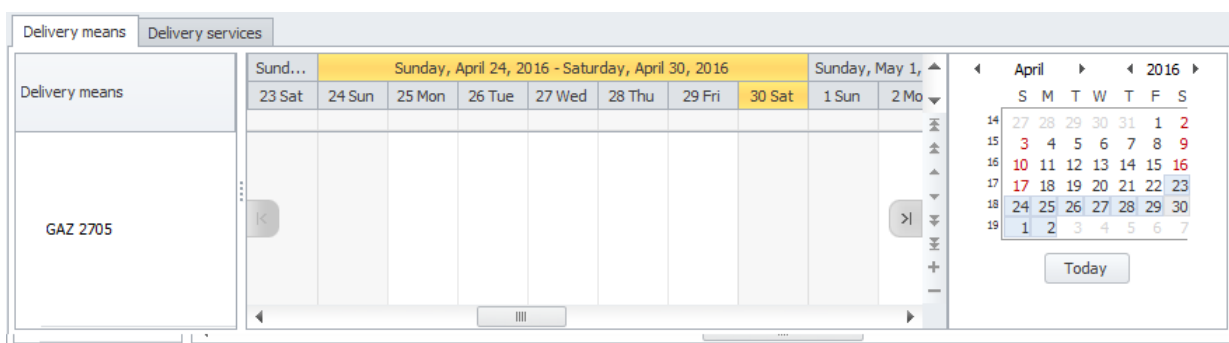 Delivery means Delivery services
Delivery means
Sund... Sunday, April 24, 2016 - Saturday, April 30, 2016 Sunday, May 1,
23 Sat 24 Sun 25 Mon 26 Tue 27 Wed 28 Thu 29 Fri 30 Sat 1 Sun 2 Mo
GAZ 2705
April 2016
S M T W T F S
14 27 28 29 30 31 1 2
15 3 4 5 6 7 8 9
16 10 11 12 13 14 15 16
17 17 18 19 20 21 22 23
18 24 25 26 27 28 29 30
19 1 2 3 4 5 6 7
Today